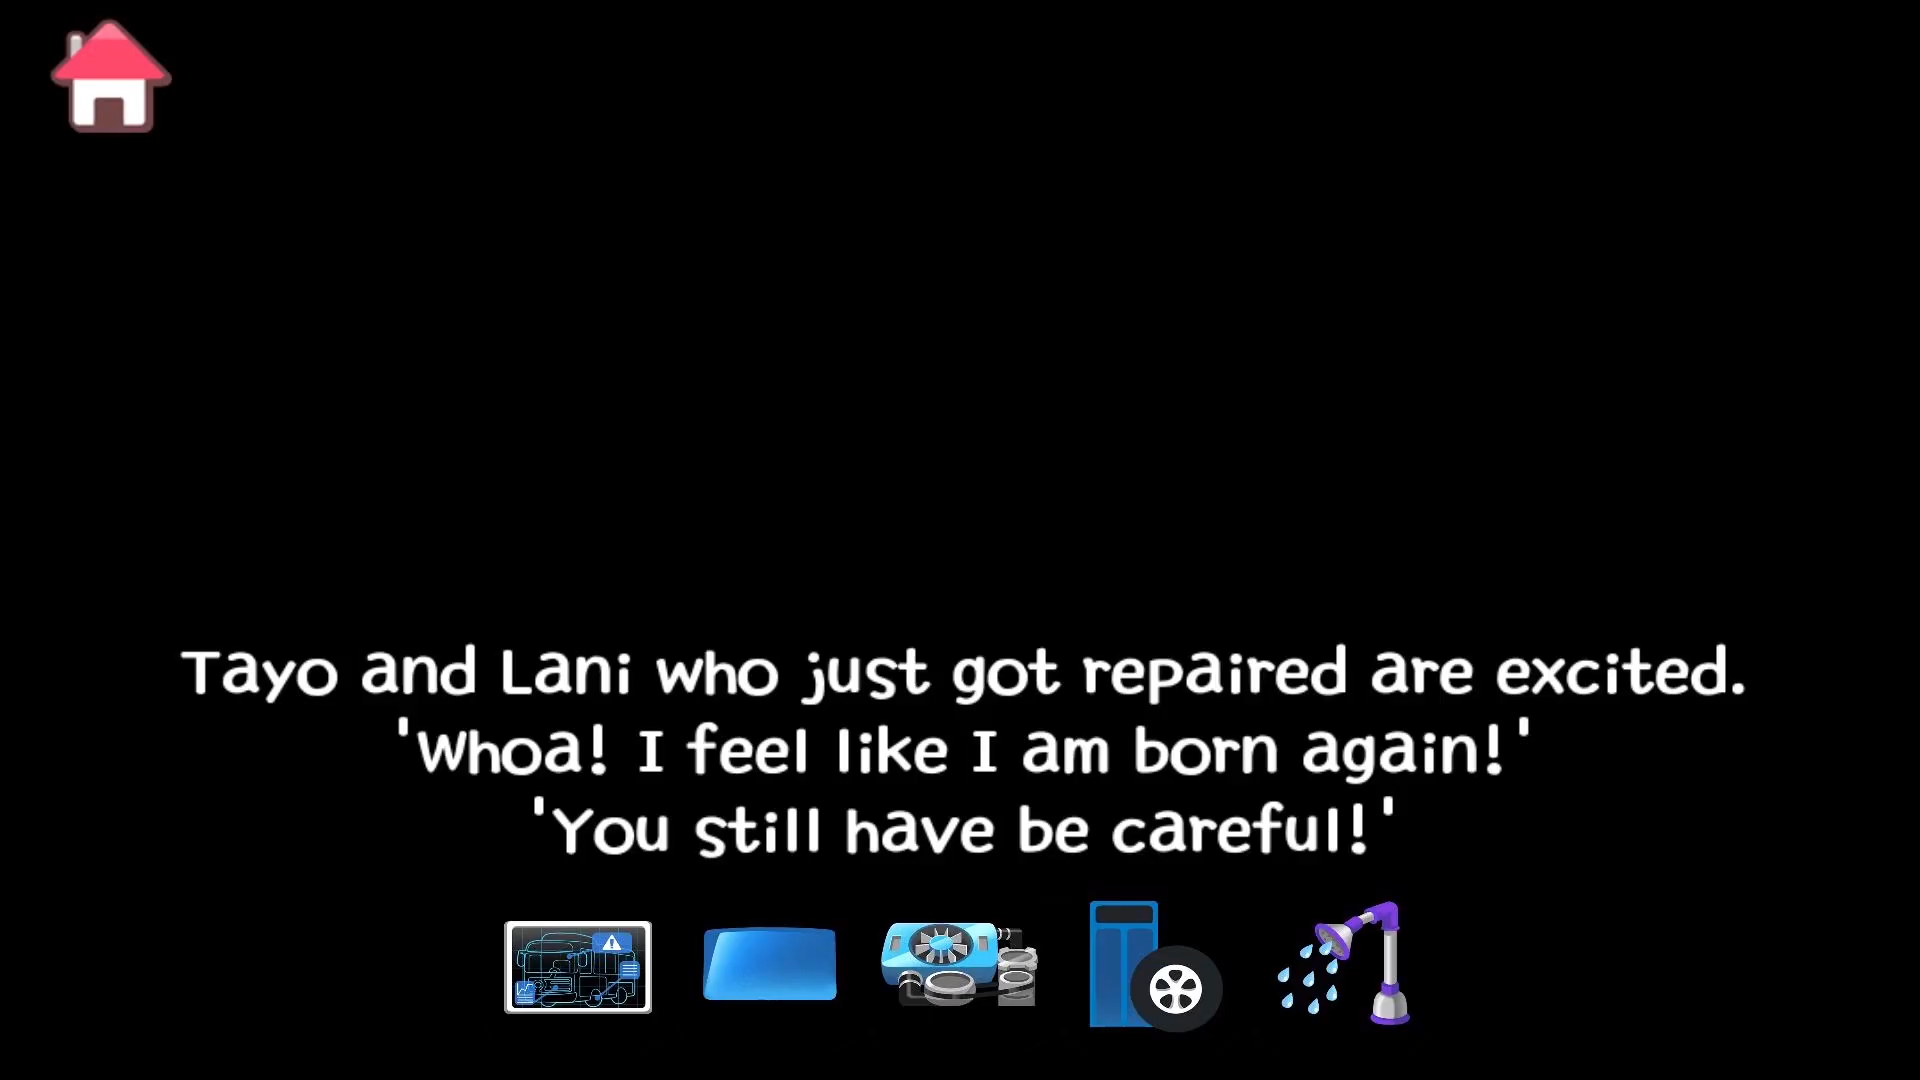 Tayo and Lani who just got repaired are excited.
'Whoa! I feel like I am born again!'
'You still have be careful!'